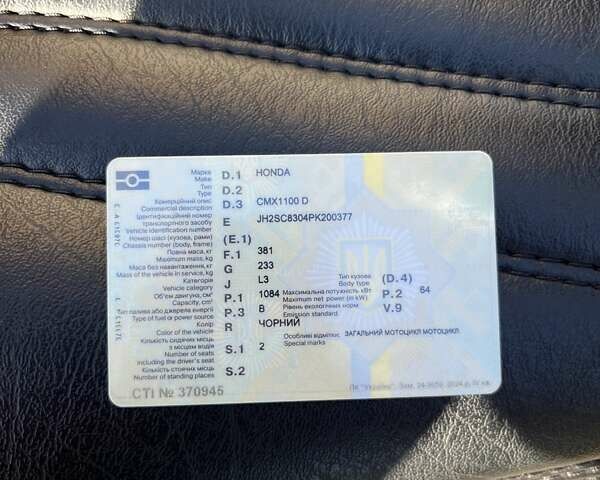 Марка
Make D.1 HONDA
Тип
Type D.2
Комерційний опис
Commercial description D.3 CMX1100 D
Ідентифікаційний номер
транспортного засобу E JH2SC8304PK200377
Vehicle identification number
Номер шасі (кузова, рами) (E.1)
Chassis number (body, frame)
Повна маса, кг F.1 381
Maximum mass, kg
Маса без навантаження, кг G 233
Mass of the vehicle in service, kg
Категорія J L3 Тип кузова (D.4)
Vehicle category Body type
Об'єм двигуна, см³ P.1 1084 Максимальна потужність кВт P.2 64
Capacity, cm³ Maximum net power (in kW)
Тип палива або джерела енергії P.3 B Рівень екологічних норм V.9
Type of fuel or power source Emission standard
Колір R ЧОРНИЙ Особливі відмітки ЗАГАЛЬНИЙ МОТОЦИКЛ МОТОЦИКЛ
Color of the vehicle Special marks
Кількість сидячих місць
з місцем водія S.1 2
Number of seats
including the driver's seat
Кількість стоячих місць S.2
Number of standing places
СТІ № 370945